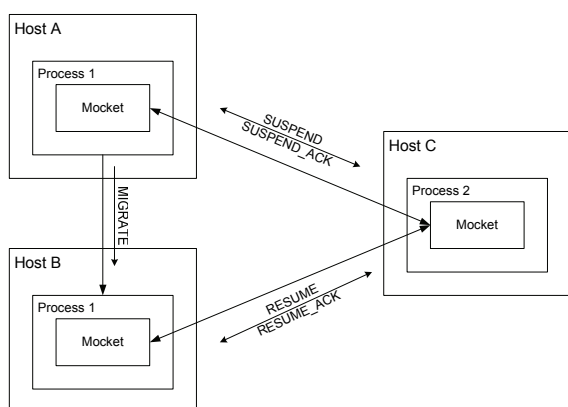 Host A
Process 1
Mocket
SUSPEND
SUSPEND_ACK
Host C
Process 2
Mocket
MIGRATE
Host B
Process 1
Mocket
RESUME
RESUME_ACK